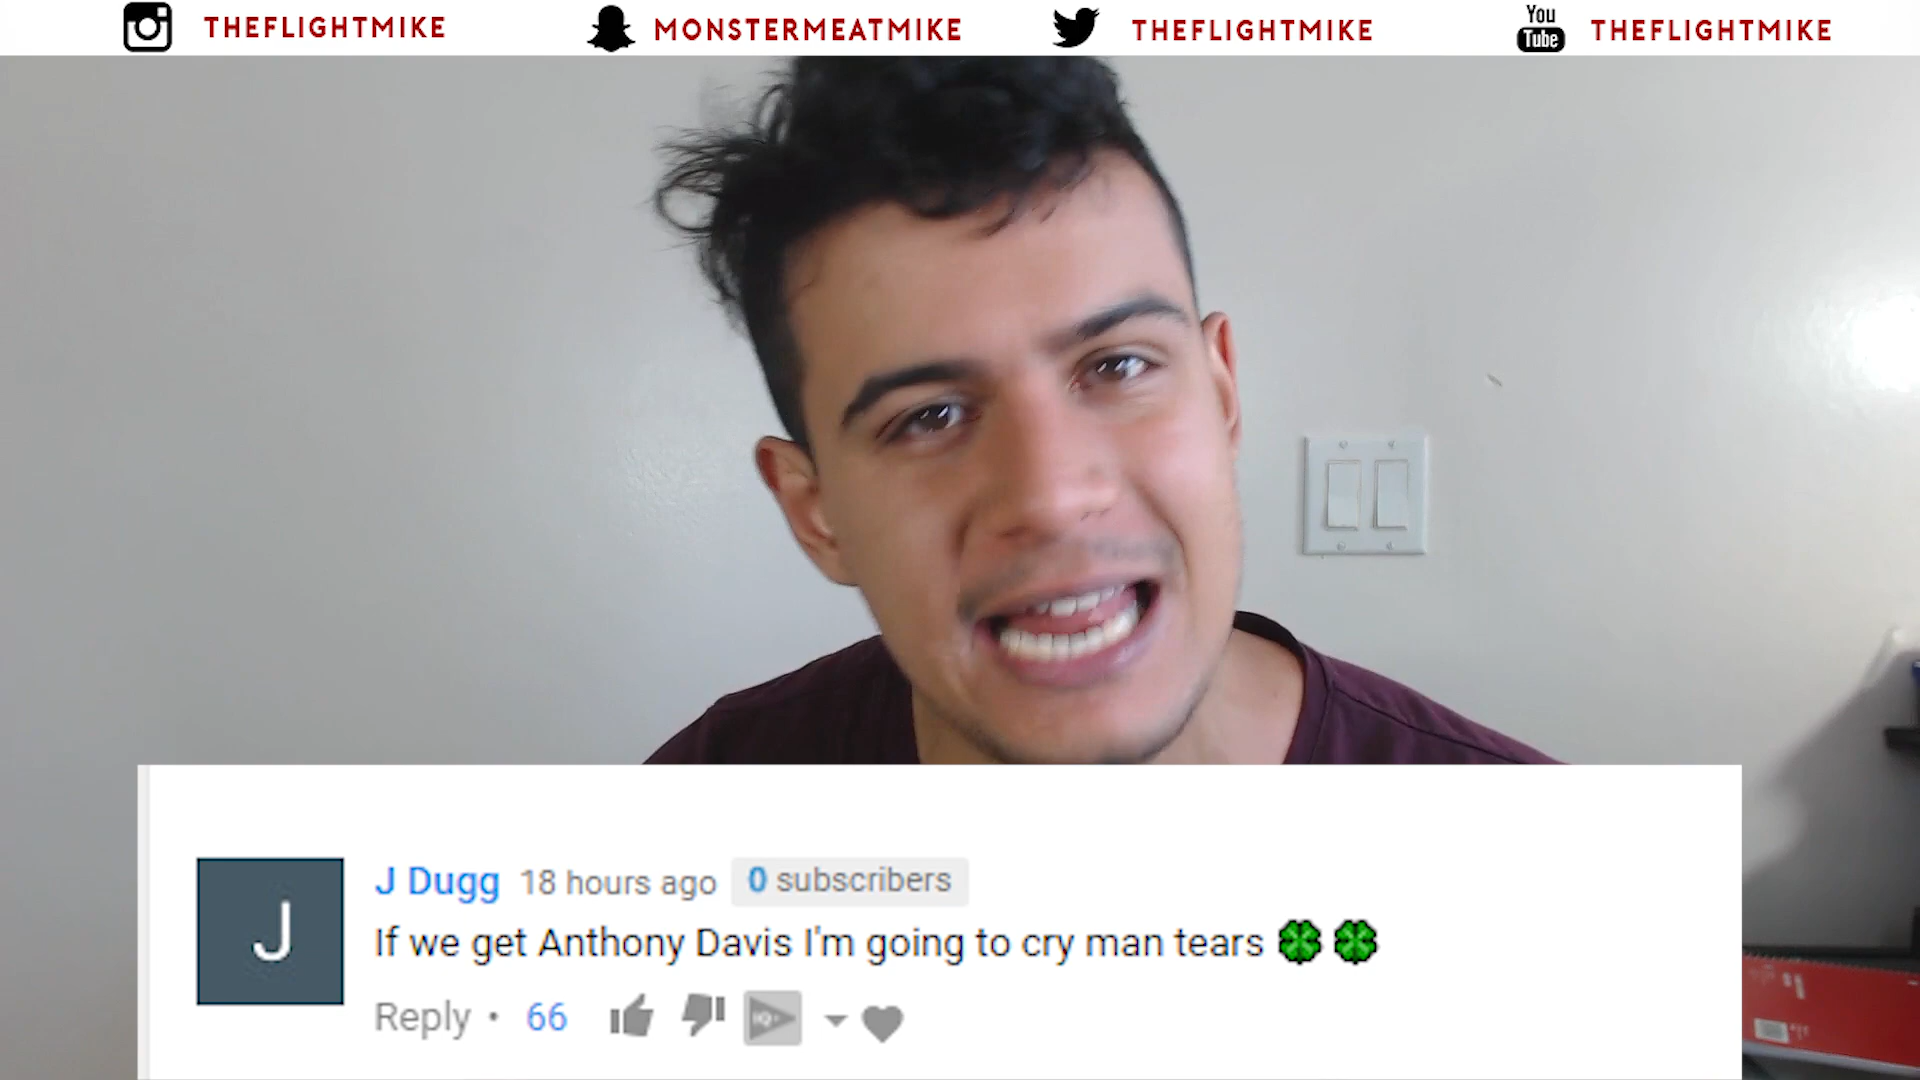 THEFLIGHTMIKE MONSTERMEATMIKE THEFLIGHTMIKE You Tube THEFLIGHTMIKE
J
J Dugg 18 hours ago 0 subscribers
If we get Anthony Davis I'm going to cry man tears 🍀 🍀
Reply • 66